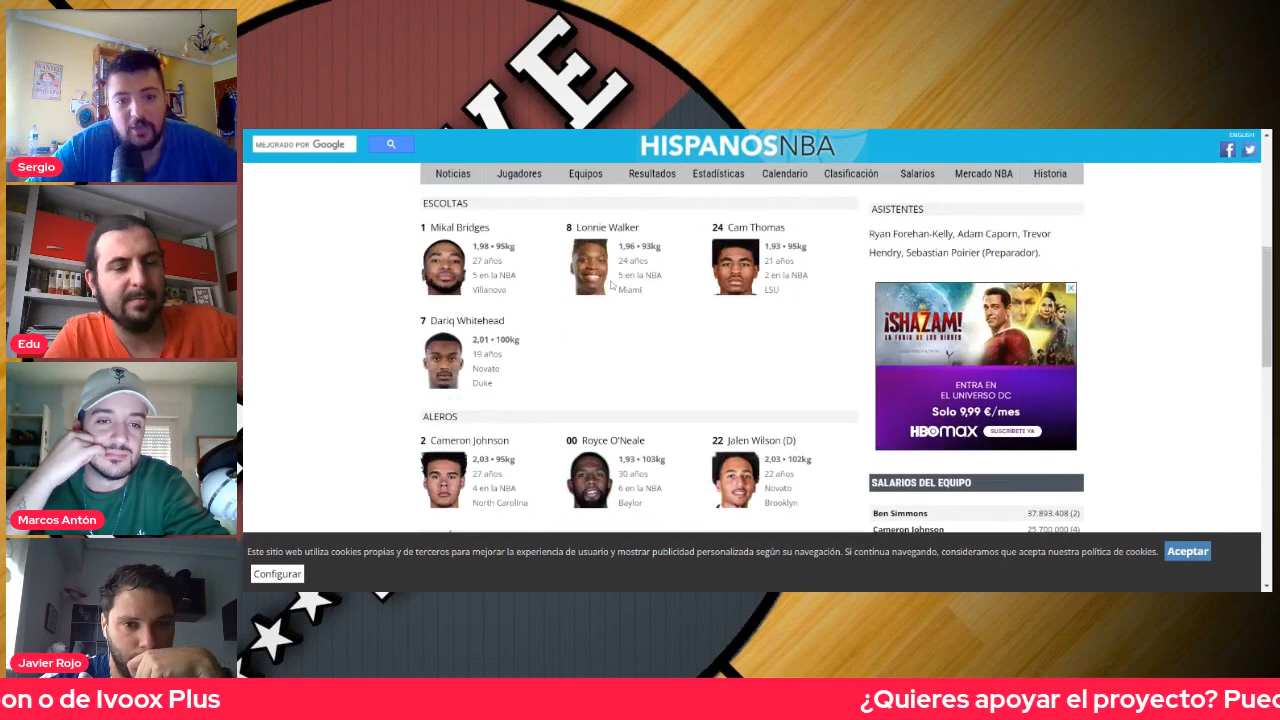 VE
WANTED
Sergio
Edu
Marcos Antón
Javier Rojo
MEJORADO POR Google
HISPANOSNBA
ENGLISH
Noticias Jugadores Equipos Resultados Estadísticas Calendario Clasificación Salarios Mercado NBA Historia
ESCOLTAS
1 Mikal Bridges
1,98 • 95kg
27 años
5 en la NBA
Villanova
8 Lonnie Walker
1,96 • 93kg
24 años
5 en la NBA
Miami
24 Cam Thomas
1,93 • 95kg
21 años
2 en la NBA
LSU
7 Dariq Whitehead
2,01 • 100kg
19 años
Novato
Duke
ALEROS
2 Cameron Johnson
2,03 • 95kg
27 años
4 en la NBA
North Carolina
00 Royce O'Neale
1,93 • 103kg
30 años
6 en la NBA
Baylor
22 Jalen Wilson (D)
2,03 • 102kg
22 años
Novato
Brooklyn
ASISTENTES
Ryan Forehan-Kelly, Adam Caporn, Trevor
Hendry, Sebastian Poirier (Preparador).
¡SHAZAM!
LA FURIA DE LOS DIOSES
ENTRA EN
EL UNIVERSO DC
Solo 9,99 €/mes
HBOmax SUSCRÍBETE YA
SALARIOS DEL EQUIPO
Ben Simmons 37.893.408 (2)
Cameron Johnson 25.700.000 (4)
Este sitio web utiliza cookies propias y de terceros para mejorar la experiencia de usuario y mostrar publicidad personalizada según su navegación. Si continua navegando, consideramos que acepta nuestra política de cookies. Aceptar
Configurar
on o de Ivoox Plus
¿Quieres apoyar el proyecto? Pued